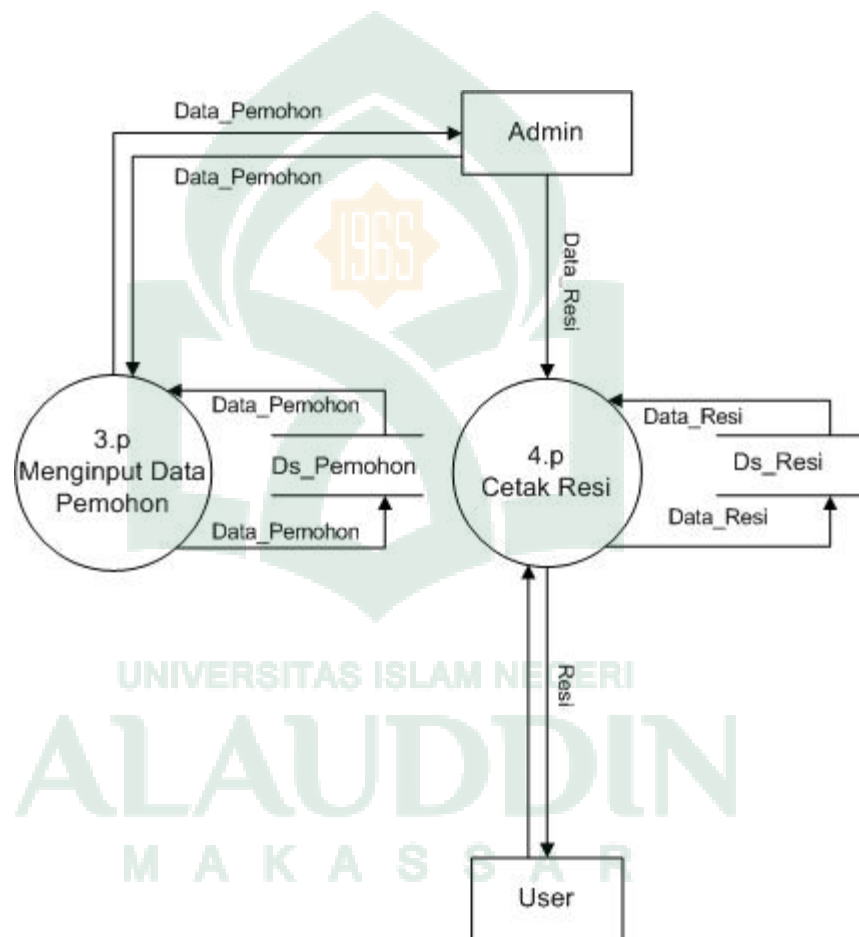 Data_Pemohon
Admin
Data_Pemohon
1965
Data_Resi
Data_Pemohon
Data_Resi
3.p
Menginput Data
Pemohon
Ds_Pemohon
4.p
Cetak Resi
Ds_Resi
Data_Pemohon
Data_Resi
UNIVERSITAS ISLAM NEGERI
Resi
ALAUDDIN
MAKASSAR
User